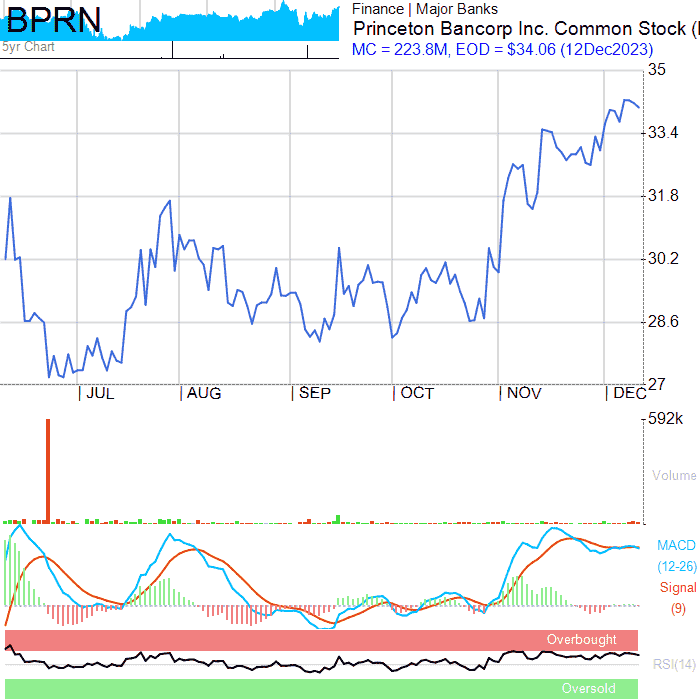 BPRN
5yr Chart
Finance | Major Banks
Princeton Bancorp Inc. Common Stock (
MC = 223.8M, EOD = $34.06 (12Dec2023)
35
33.4
31.8
30.2
28.6
27
JUL AUG SEP OCT NOV DEC
592k
Volume
MACD
(12-26)
Signal
(9)
Overbought
RSI(14)
Oversold